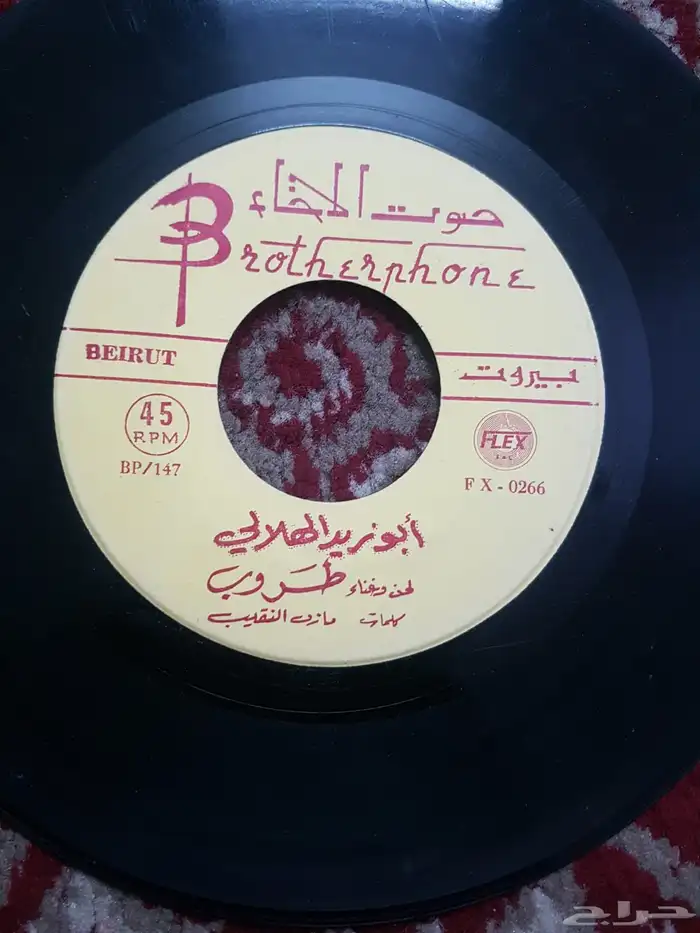 صوت الاخاء
Brotherphone
BEIRUT
بيروت
45
RPM
BP/147
FLEX
FX-0266
أبو زيد الهلالي
لحن وغناء طروب
كلمات مازن النقيب
حراج